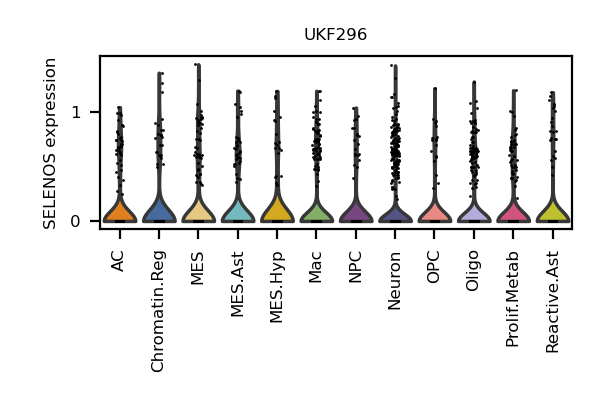 UKF296
SELENOS expression
1
0
AC
Chromatin.Reg
MES
MES.Ast
MES.Hyp
Mac
NPC
Neuron
OPC
Oligo
Prolif.Metab
Reactive.Ast